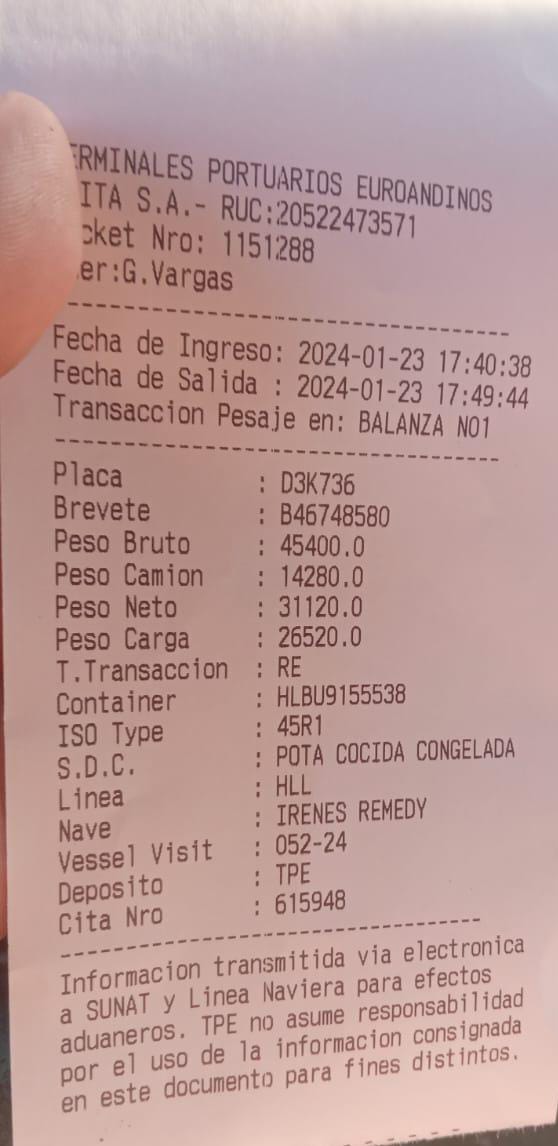 ERMINALES PORTUARIOS EUROANDINOS
ITA S.A.- RUC:20522473571
cket Nro: 1151288
er:G.Vargas
Fecha de Ingreso: 2024-01-23 17:40:38
Fecha de Salida : 2024-01-23 17:49:44
Transaccion Pesaje en: BALANZA NO1
Placa : D3K736
Brevete : B46748580
Peso Bruto : 45400.0
Peso Camion : 14280.0
Peso Neto : 31120.0
Peso Carga : 26520.0
T.Transaccion : RE
Container : HLBU9155538
ISO Type : 45R1
S.D.C. : POTA COCIDA CONGELADA
Linea : HLL
Nave : IRENES REMEDY
Vessel Visit : 052-24
Deposito : TPE
Cita Nro : 615948
Informacion transmitida via electronica
a SUNAT y Linea Naviera para efectos
aduaneros. TPE no asume responsabilidad
por el uso de la informacion consignada
en este documento para fines distintos.